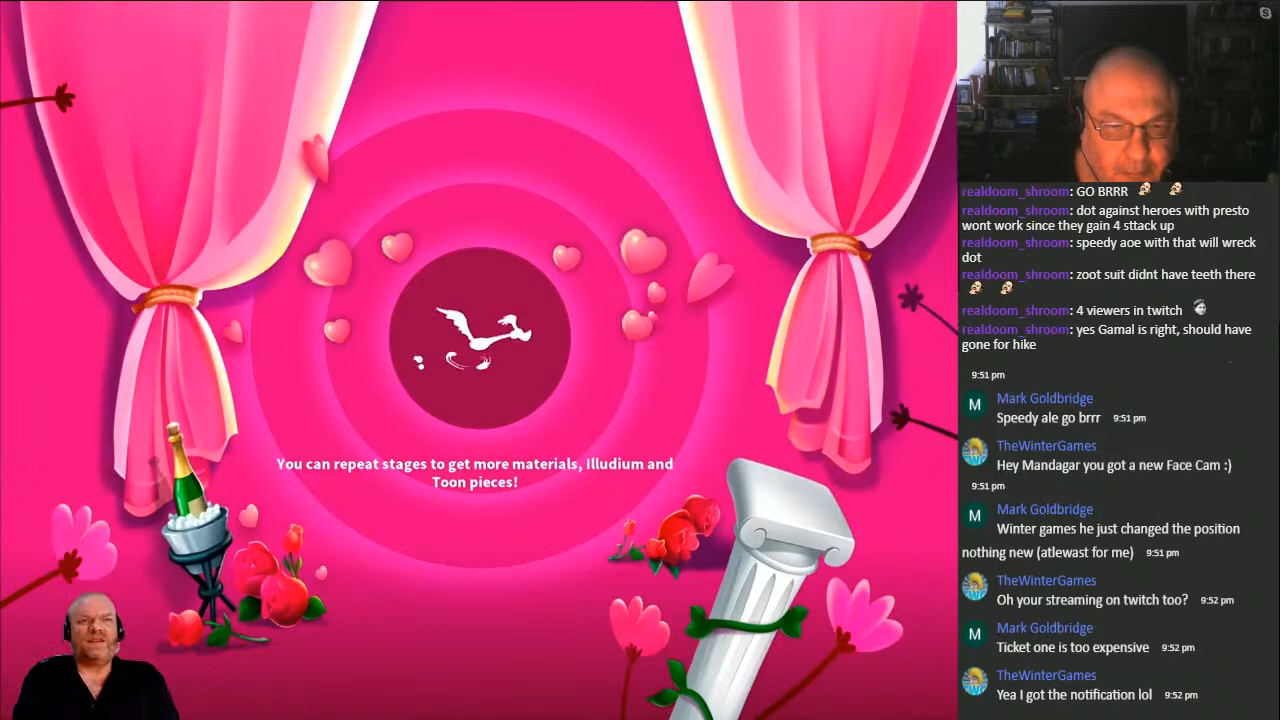 You can repeat stages to get more materials, Illudium and
Toon pieces!
realdoom_shroom: GO BRRR
realdoom_shroom: dot against heroes with presto
wont work since they gain 4 sttack up
realdoom_shroom: speedy aoe with that will wreck
dot
realdoom_shroom: zoot suit didnt have teeth there
realdoom_shroom: 4 viewers in twitch
realdoom_shroom: yes Gamal is right, should have
gone for hike
9:51 pm
M
Mark Goldbridge
Speedy ale go brrr 9:51 pm
TheWinterGames
Hey Mandagar you got a new Face Cam :)
9:51 pm
M
Mark Goldbridge
Winter games he just changed the position
nothing new (atlewast for me) 9:51 pm
TheWinterGames
Oh your streaming on twitch too? 9:52 pm
M
Mark Goldbridge
Ticket one is too expensive 9:52 pm
TheWinterGames
Yea I got the notification lol 9:52 pm